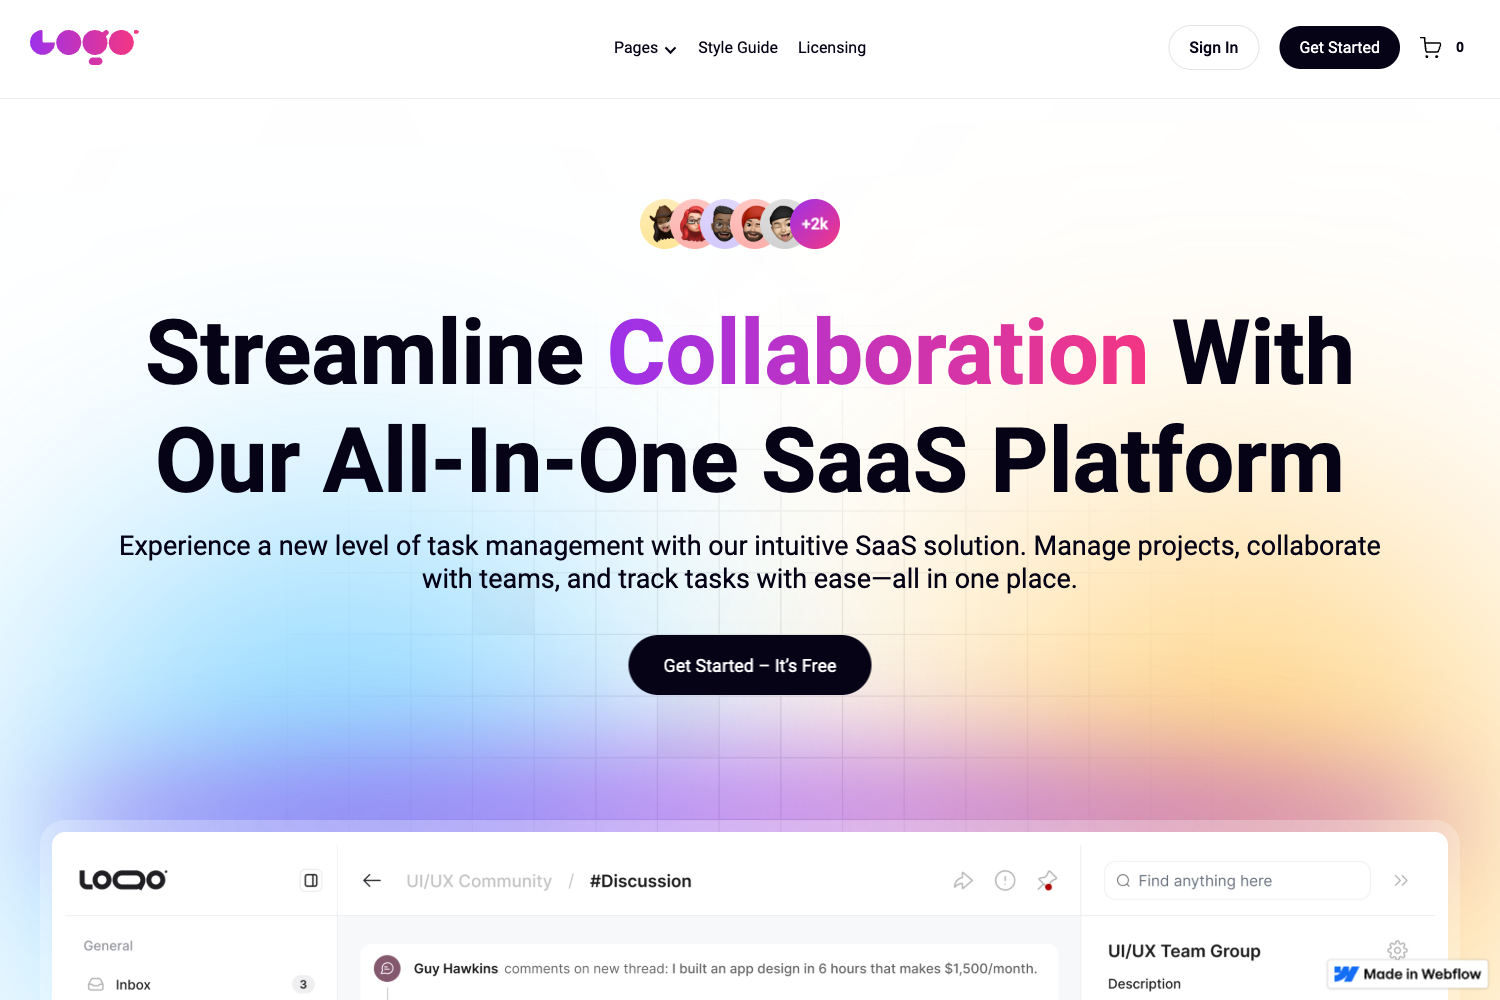 LOGO
Pages
Style Guide
Licensing
Sign In
Get Started
0
+2k
Streamline Collaboration With
Our All-In-One SaaS Platform
Experience a new level of task management with our intuitive SaaS solution. Manage projects, collaborate
with teams, and track tasks with ease—all in one place.
Get Started – It’s Free
LOQO
UI/UX Community / #Discussion
Find anything here
General
Guy Hawkins comments on new thread: I built an app design in 6 hours that makes $1,500/month.
UI/UX Team Group
Inbox
3
Description
Made in Webflow